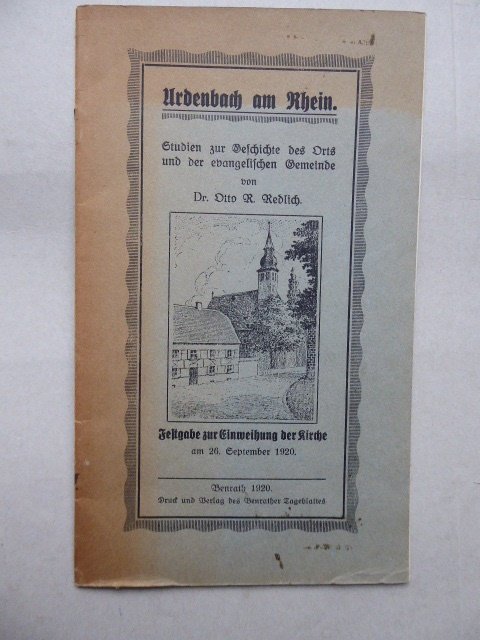 Urdenbach am Rhein.
Studien zur Geschichte des Orts
und der evangelischen Gemeinde
von
Dr. Otto R. Redlich.
Festgabe zur Einweihung der Kirche
am 26. September 1920.
Benrath 1920.
Druck und Verlag des Benrather Tageblattes